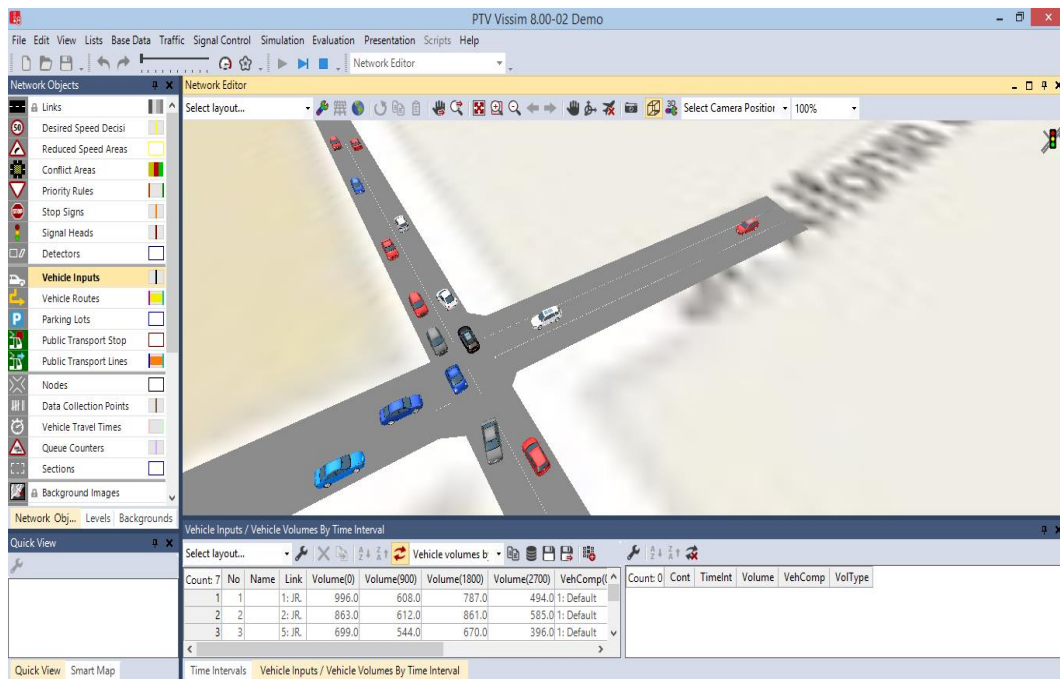 PTV Vissim 8.00-02 Demo
File Edit View Lists Base Data Traffic Signal Control Simulation Evaluation Presentation Scripts Help
Network Editor
Network Objects
Network Editor
Links
Select layout...
Select Camera Position
100%
50
Desired Speed Decisi
Reduced Speed Areas
Conflict Areas
Priority Rules
STOP
Stop Signs
Signal Heads
Detectors
Vehicle Inputs
Vehicle Routes
P
Parking Lots
Public Transport Stop
Public Transport Lines
Nodes
Data Collection Points
Vehicle Travel Times
Queue Counters
Sections
Background Images
Network Obj... Levels Backgrounds
Vehicle Inputs / Vehicle Volumes By Time Interval
Quick View
Select layout...
Vehicle volumes b
Count: 7 No Name Link Volume(0) Volume(900) Volume(1800) Volume(2700) VehComp(
1 1 1: JR. 996.0 608.0 787.0 494.0 1: Default
2 2 2: JR. 863.0 612.0 861.0 585.0 1: Default
3 3 5: JR. 699.0 544.0 670.0 396.0 1: Default
Count: 0 Cont TimeInt Volume VehComp VolType
Quick View Smart Map
Time Intervals Vehicle Inputs / Vehicle Volumes By Time Interval